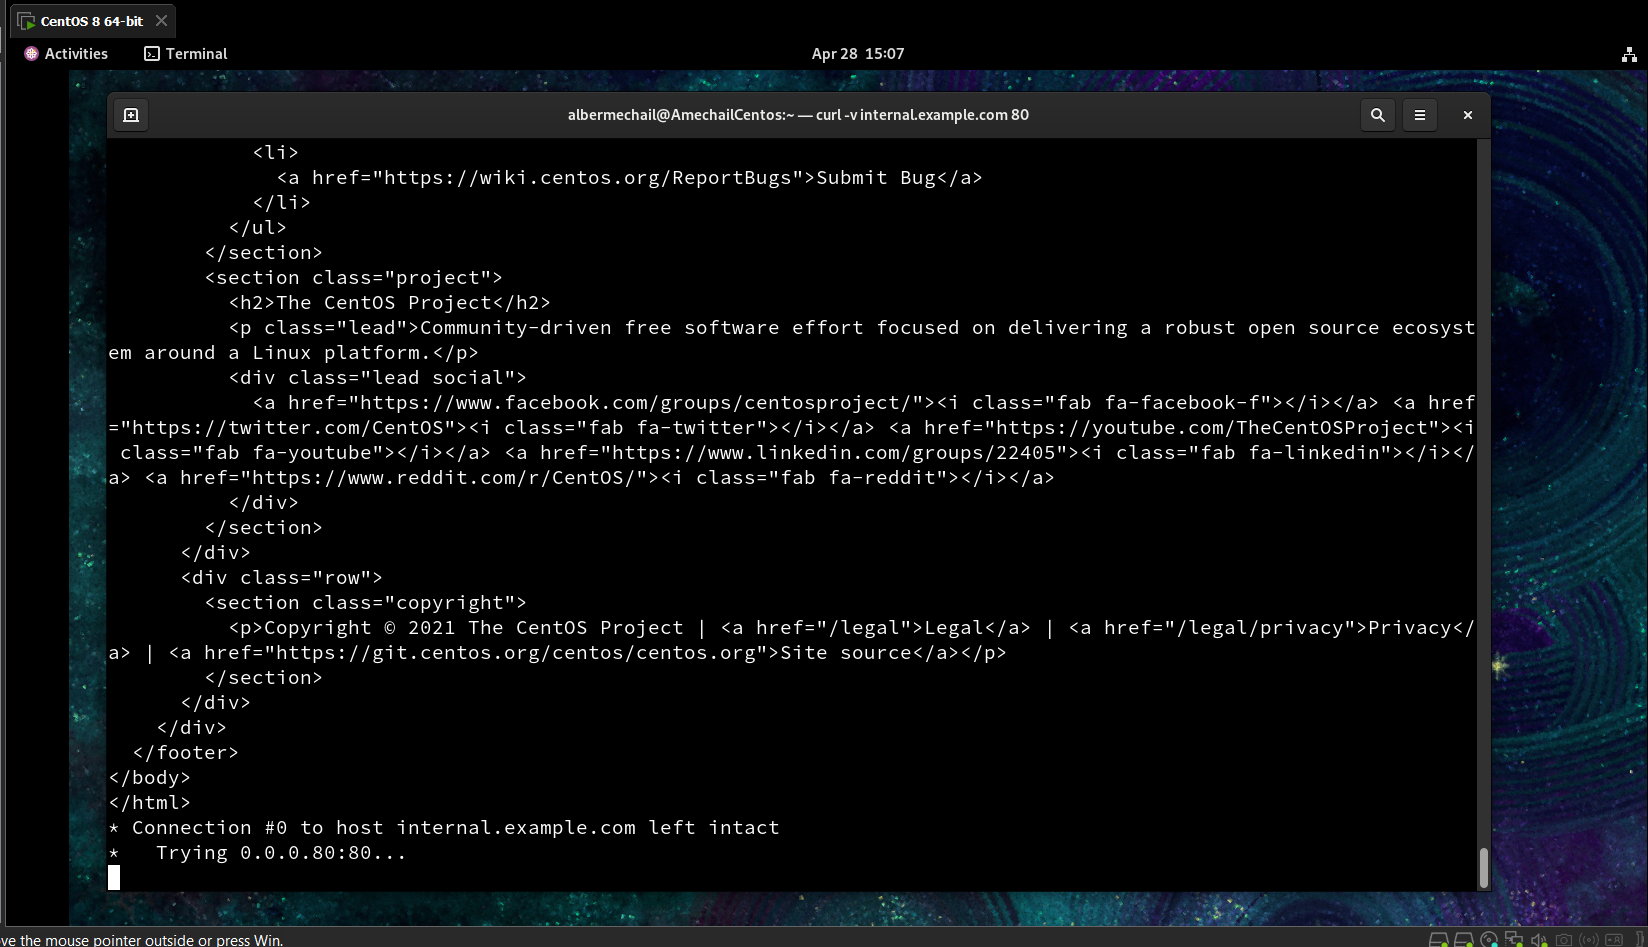 CentOS 8 64-bit
Activities
Terminal
Apr 28 15:07
albermechail@AmechailCentos:~ — curl -v internal.example.com 80
<li>
<a href="https://wiki.centos.org/ReportBugs">Submit Bug</a>
</li>
</ul>
</section>
<section class="project">
<h2>The CentOS Project</h2>
<p class="lead">Community-driven free software effort focused on delivering a robust open source ecosyst
em around a Linux platform.</p>
<div class="lead social">
<a href="https://www.facebook.com/groups/centosproject/"><i class="fab fa-facebook-f"></i></a> <a href
="https://twitter.com/CentOS"><i class="fab fa-twitter"></i></a> <a href="https://youtube.com/TheCentOSProject"><i
class="fab fa-youtube"></i></a> <a href="https://www.linkedin.com/groups/22405"><i class="fab fa-linkedin"></i></
a> <a href="https://www.reddit.com/r/CentOS/"><i class="fab fa-reddit"></i></a>
</div>
</section>
</div>
<div class="row">
<section class="copyright">
<p>Copyright © 2021 The CentOS Project | <a href="/legal">Legal</a> | <a href="/legal/privacy">Privacy</
a> | <a href="https://git.centos.org/centos/centos.org">Site source</a></p>
</section>
</div>
</div>
</footer>
</body>
</html>
* Connection #0 to host internal.example.com left intact
*   Trying 0.0.0.80:80...
ve the mouse pointer outside or press Win.